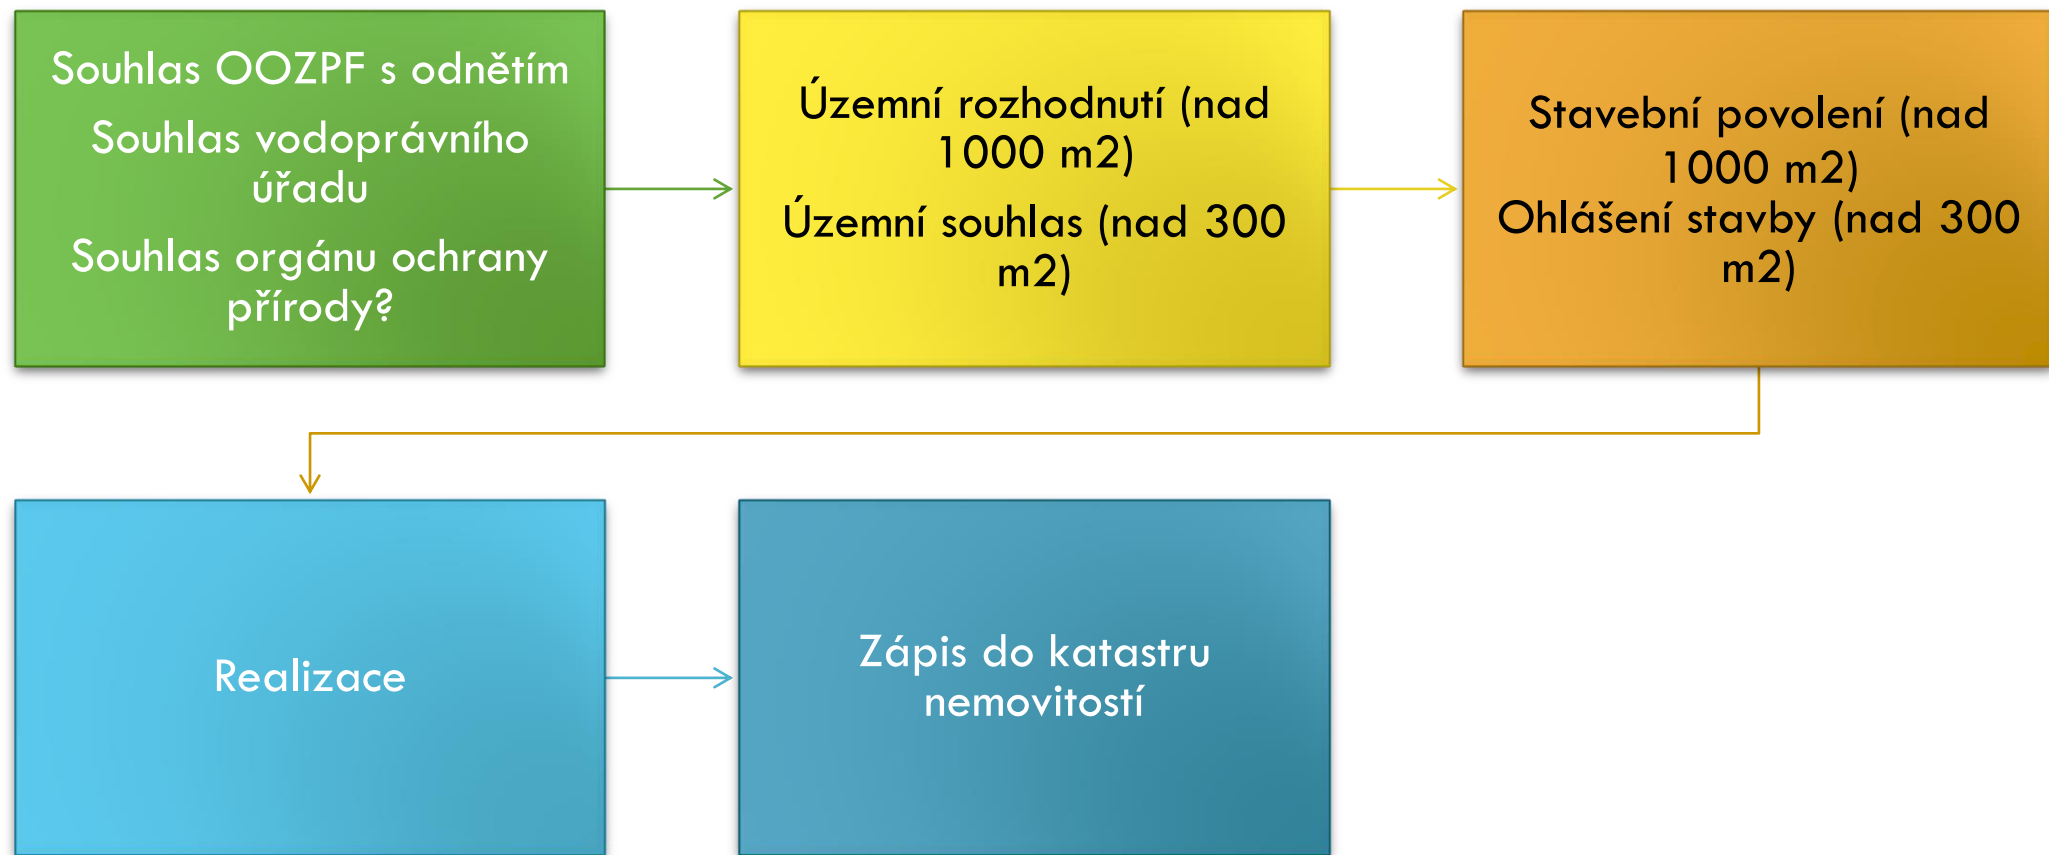 Souhlas OOZPF s odnětím
Souhlas vodoprávního
úřadu
Souhlas orgánu ochrany
přírody?
Územní rozhodnutí (nad
1000 m2)
Územní souhlas (nad 300
m2)
Stavební povolení (nad
1000 m2)
Ohlášení stavby (nad 300
m2)
Realizace
Zápis do katastru
nemovitostí